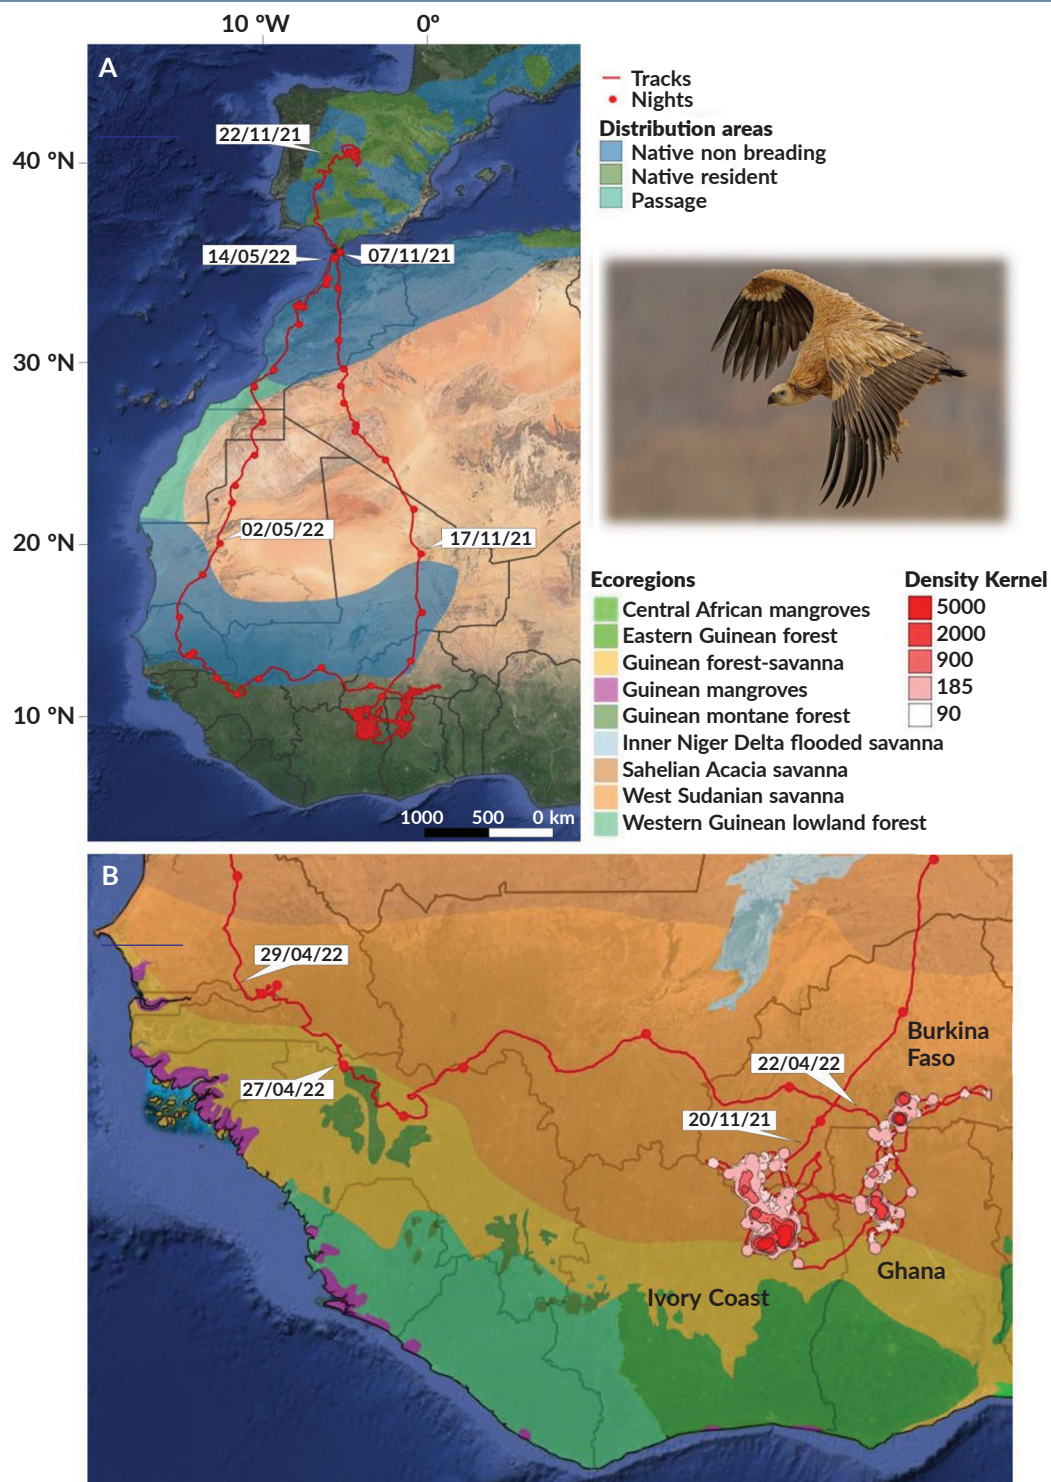 10 °W 0°
A
Tracks
Nights
Distribution areas
Native non breading
Native resident
Passage
22/11/21
40 °N
14/05/22 07/11/21
30 °N
02/05/22
17/11/21
20 °N
10 °N
1000 500 0 km
Ecoregions
Central African mangroves
Eastern Guinean forest
Guinean forest-savanna
Guinean mangroves
Guinean montane forest
Inner Niger Delta flooded savanna
Sahelian Acacia savanna
West Sudanian savanna
Western Guinean lowland forest
Density Kernel
5000
2000
900
185
90
B
29/04/22
Burkina
Faso
22/04/22
27/04/22
20/11/21
Ghana
Ivory Coast